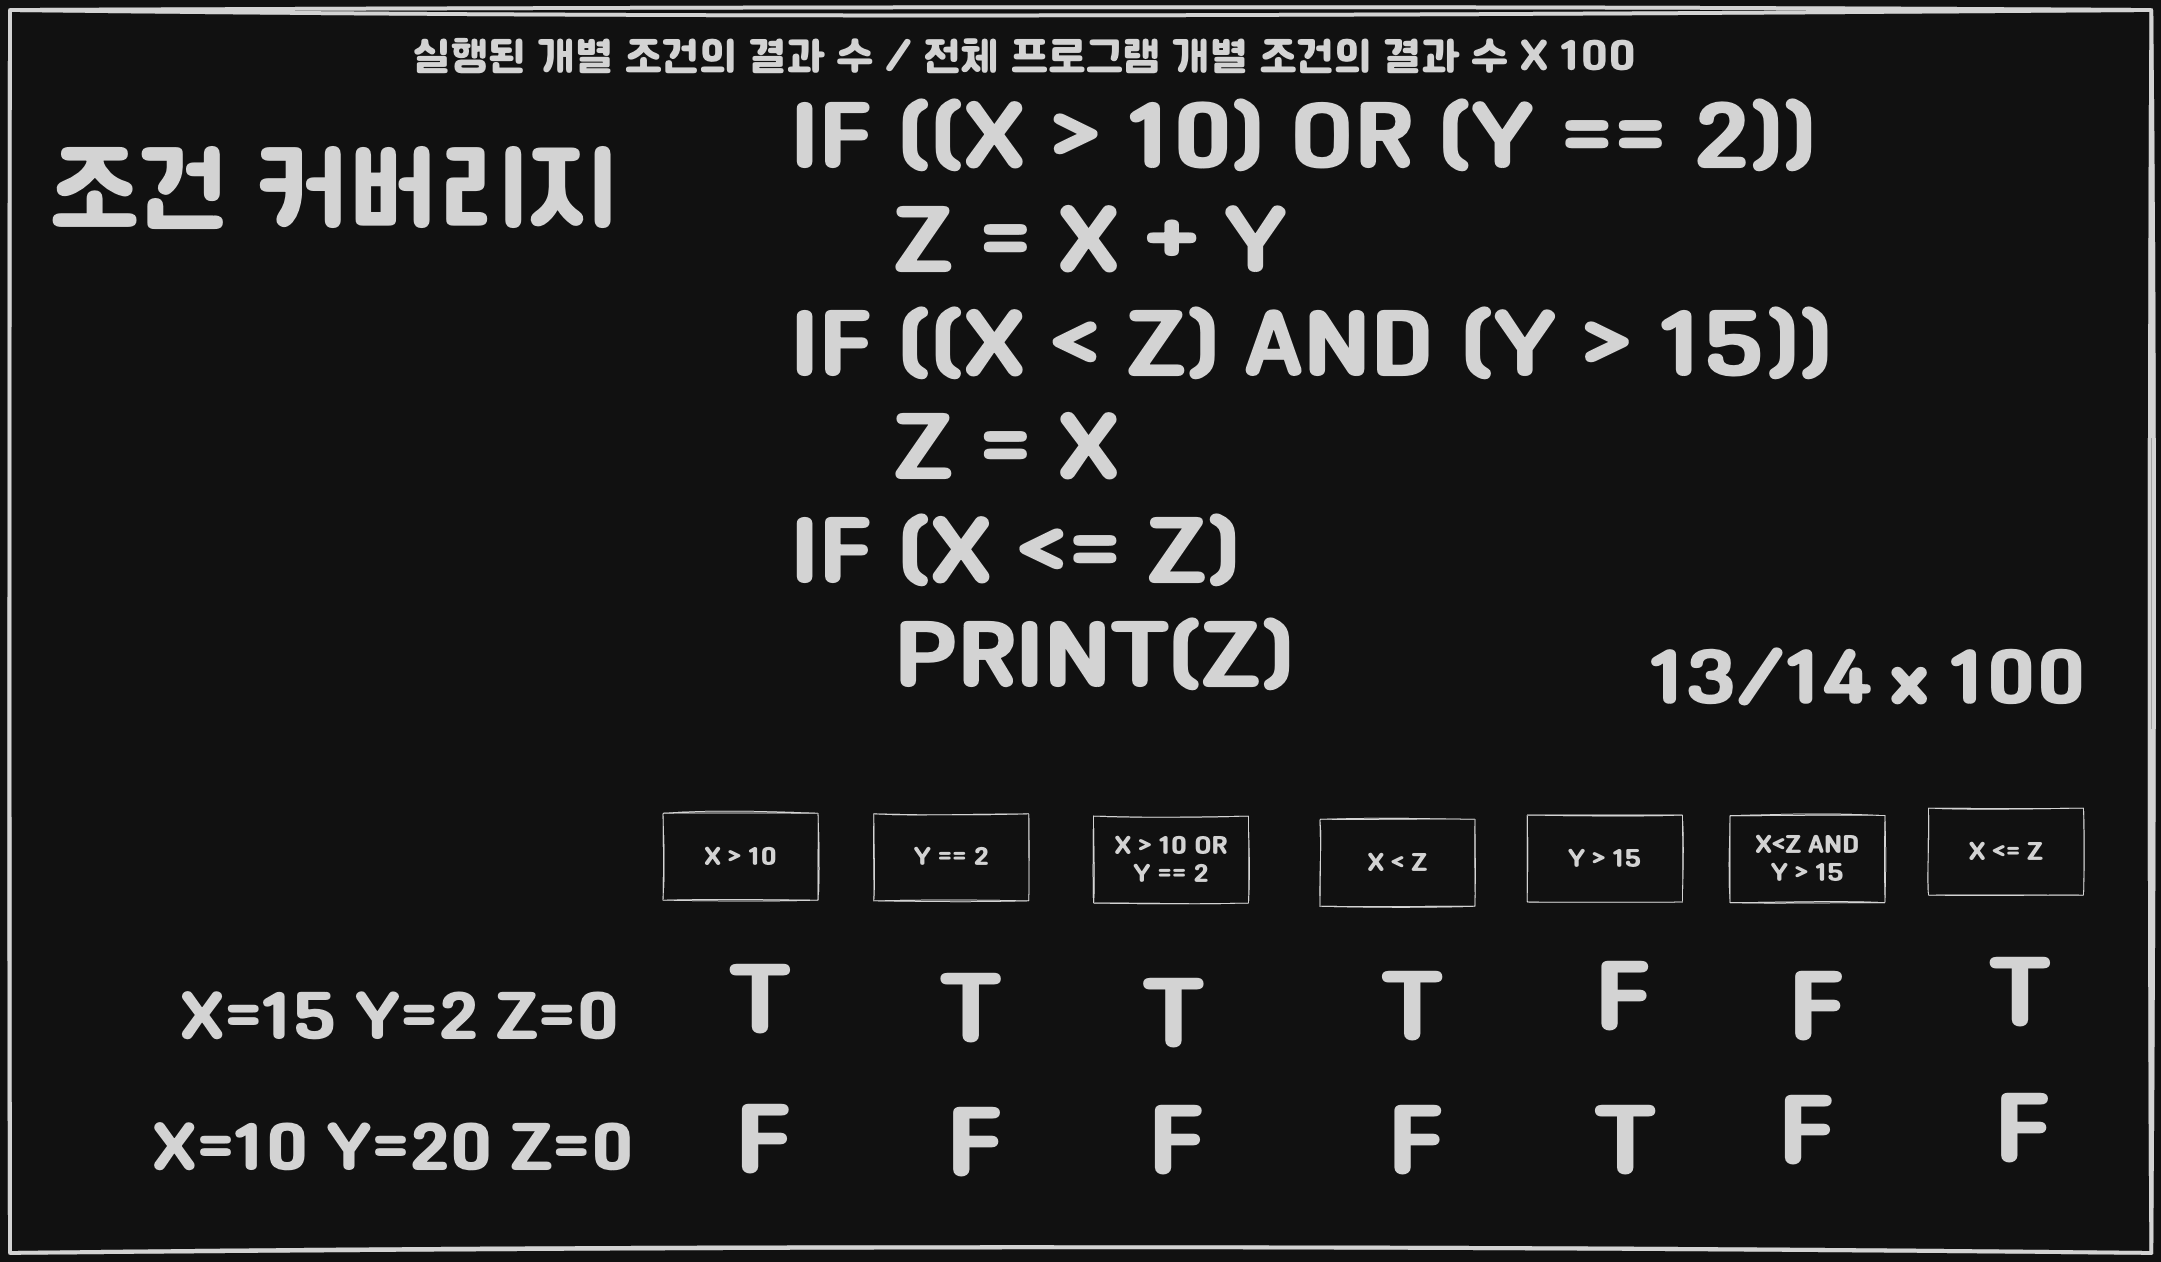 실행된 개별 조건의 결과 수 / 전체 프로그램 개별 조건의 결과 수 X 100
조건 커버리지
IF ((X > 10) OR (Y == 2))
Z = X + Y
IF ((X < Z) AND (Y > 15))
Z = X
IF (X <= Z)
PRINT(Z)
13/14 x 100
X > 10
Y == 2
X > 10 OR
Y == 2
X < Z
Y > 15
X<Z AND
Y > 15
X <= Z
X=15 Y=2 Z=0 T T T T F F T
X=10 Y=20 Z=0 F F F F T F F